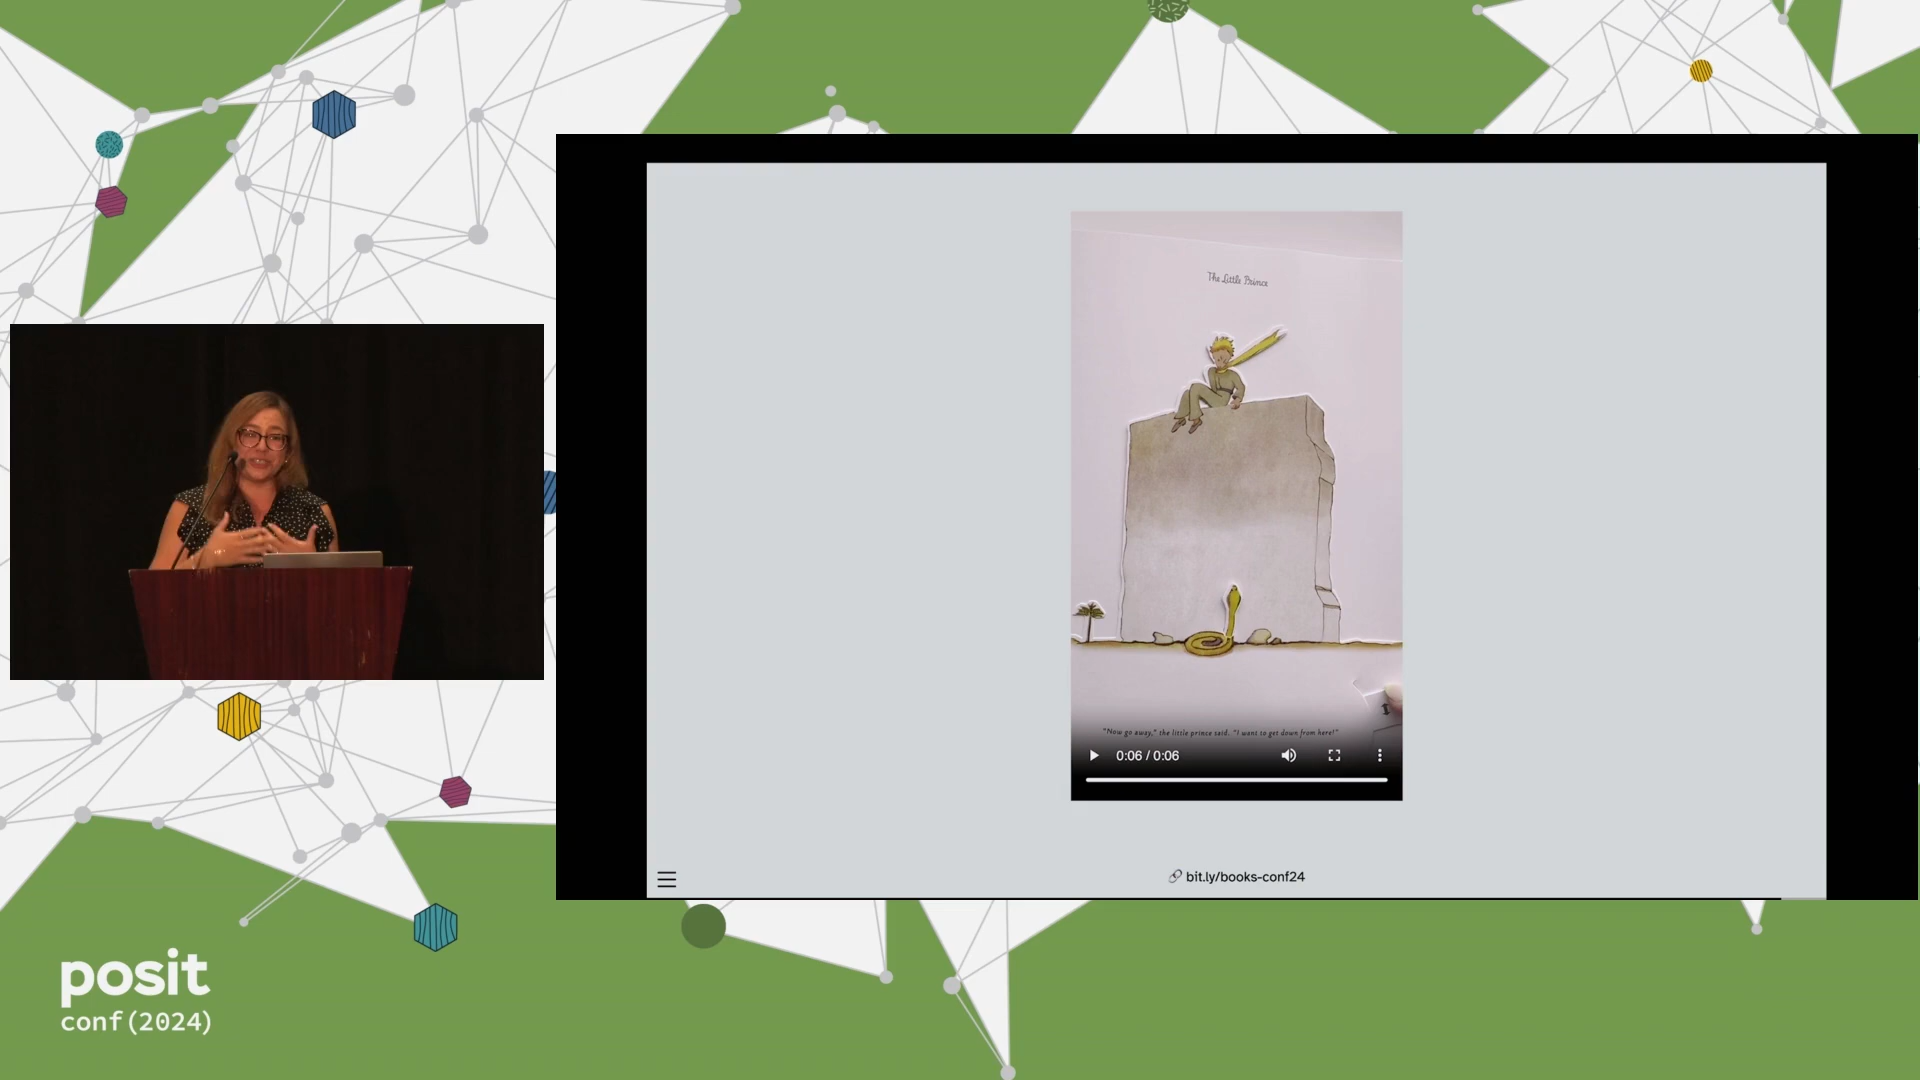 The Little Prince
"Now go away," the little prince said. "I want to get down from here!"
0:06 / 0:06
bit.ly/books-conf24
posit
conf(2024)